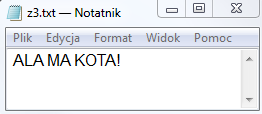 z3.txt — Notatnik
Plik Edycja Format Widok Pomoc
ALA MA KOTA!